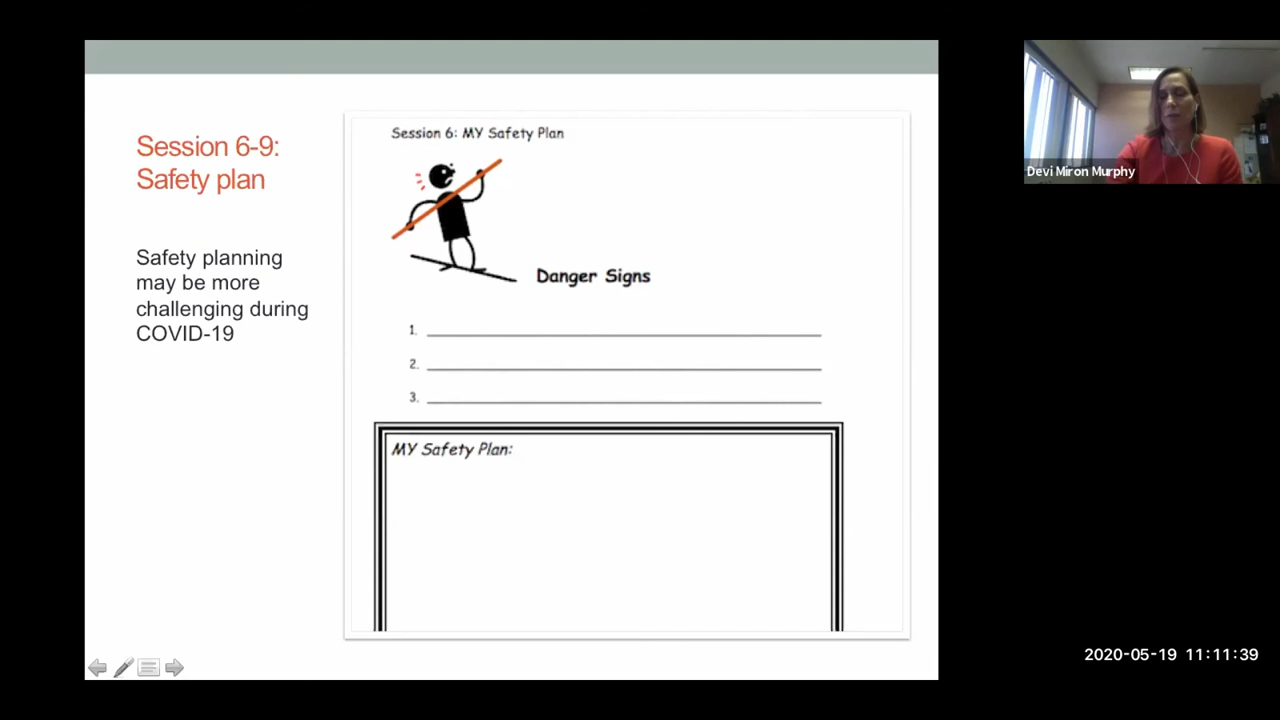 Session 6-9:
Safety plan
Safety planning
may be more
challenging during
COVID-19
Session 6: MY Safety Plan
Danger Signs
1.
2.
3.
MY Safety Plan:
Devi Miron Murphy
2020-05-19 11:11:39